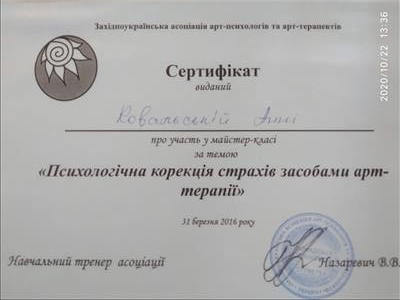 Західноукраїнська асоціація арт-психологів та арт-терапевтів
Сертифікат
виданий
Ковальській Анні
про участь у майстер-класі
за темою
«Психологічна корекція страхів засобами арт-
терапії»
31 березня 2016 року
Навчальний тренер асоціації Назаревич В.В.
2020/10/22 13:36